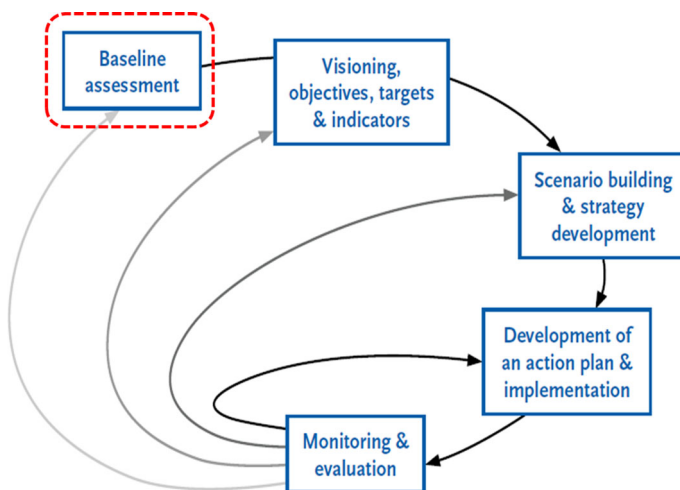 Baseline
assessment
Visioning,
objectives, targets
& indicators
Scenario building
& strategy
development
Development of
an action plan &
implementation
Monitoring &
evaluation